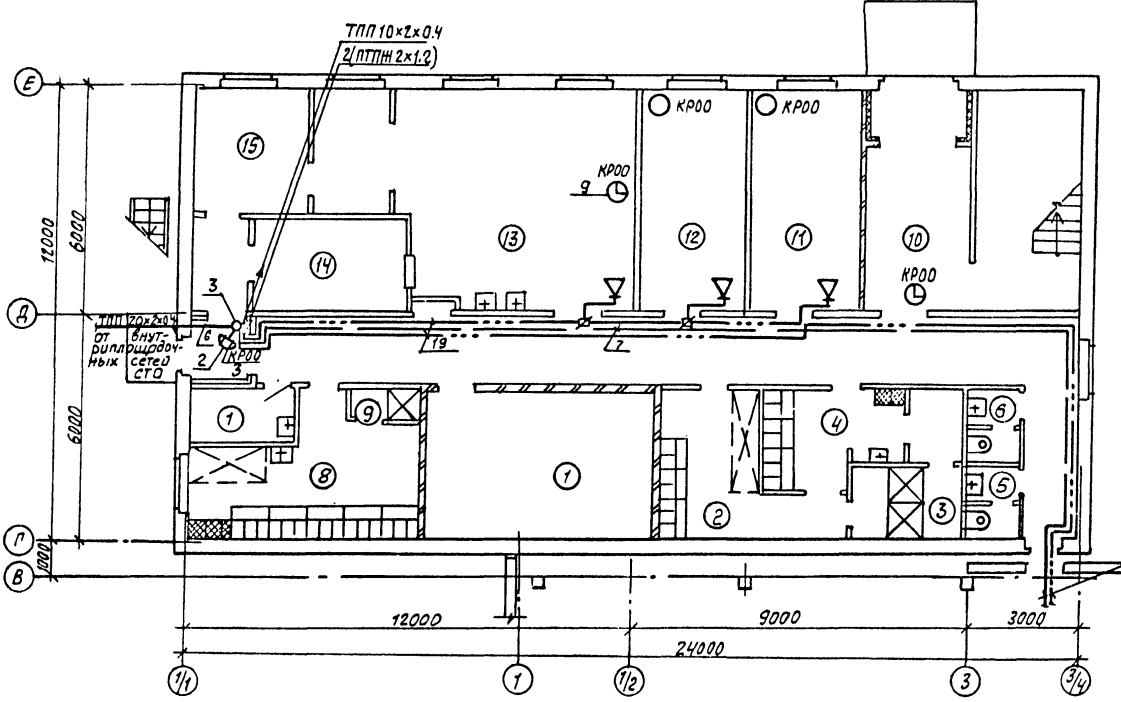 ТПП 10×2×0.4
2(ПТПЖ 2×1.2)
Е
15
КРОО
КРОО
КРОО
9
12000
6000
13
12
11
10
14
КРОО
3
Д
ТПП 20×2×0.4
6
от внут-
риплощадоч-
ных сетей
СТО
2
КРОО
3
19
7
1
9
6
4
6000
8
1
5
2
3
Г
1000
В
12000
9000
3000
24000
1/1
1
1/2
3
3/4